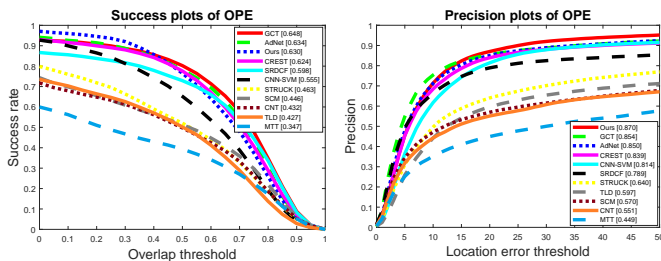 Success plots of OPE
Success rate
1
0.9
0.8
0.7
0.6
0.5
0.4
0.3
0.2
0.1
0
0 0.1 0.2 0.3 0.4 0.5 0.6 0.7 0.8 0.9 1
Overlap threshold
GCT [0.648]
AdNet [0.634]
Ours [0.630]
CREST [0.624]
SRDCF [0.598]
CNN-SVM [0.555]
STRUCK [0.463]
SCM [0.446]
CNT [0.432]
TLD [0.427]
MTT [0.347]
Precision plots of OPE
Precision
1
0.9
0.8
0.7
0.6
0.5
0.4
0.3
0.2
0.1
0
0 5 10 15 20 25 30 35 40 45 50
Location error threshold
Ours [0.870]
GCT [0.854]
AdNet [0.850]
CREST [0.839]
CNN-SVM [0.814]
SRDCF [0.789]
STRUCK [0.640]
TLD [0.597]
SCM [0.570]
CNT [0.551]
MTT [0.449]